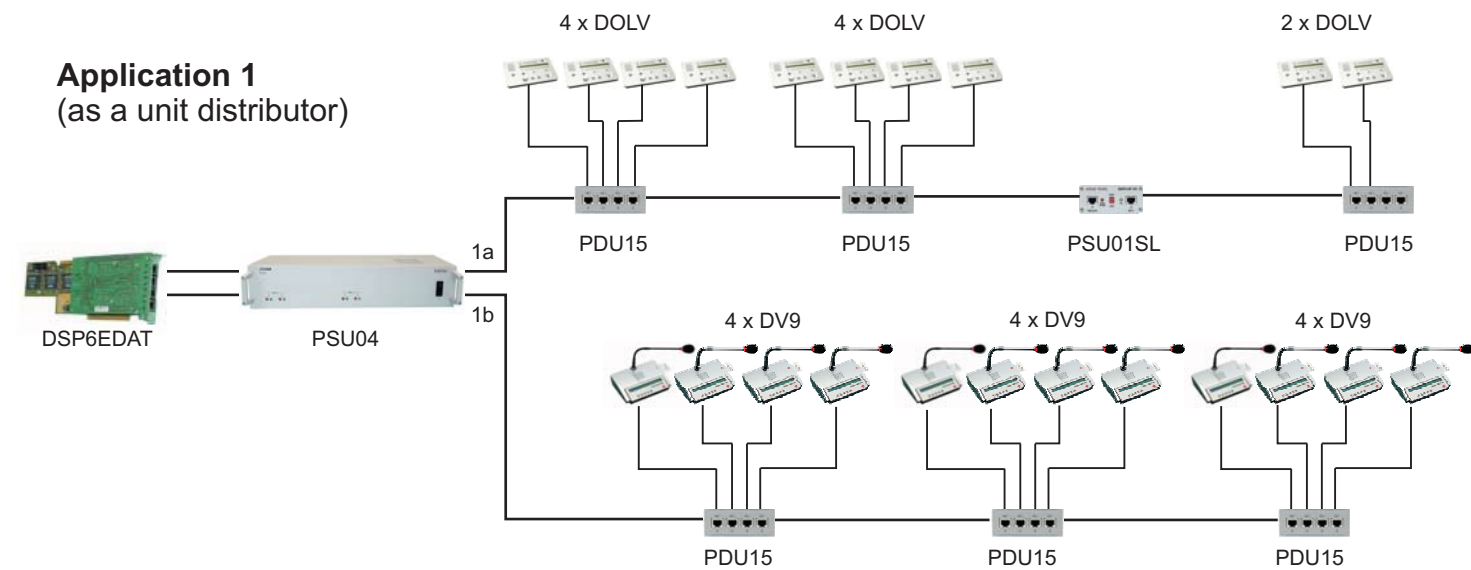 Application 1
(as a unit distributor)
4 x DOLV
4 x DOLV
2 x DOLV
PDU15
PDU15
PSU01SL
PDU15
1a
1b
DSP6EDAT
PSU04
4 x DV9
4 x DV9
4 x DV9
PDU15
PDU15
PDU15